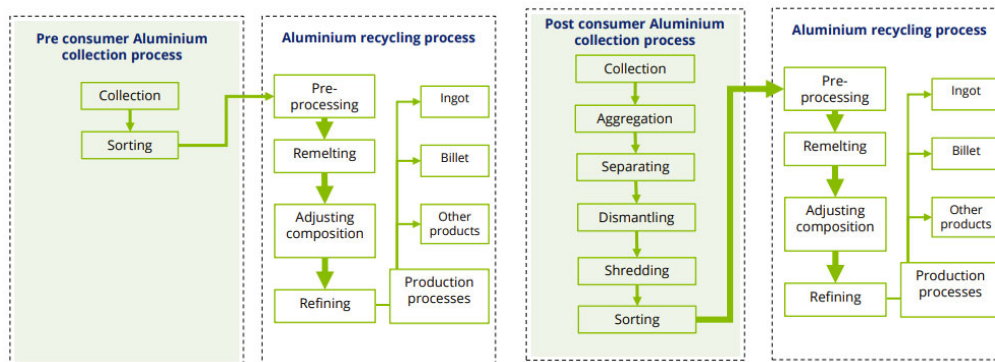 Pre consumer Aluminium
collection process
Collection
Sorting
Aluminium recycling process
Pre-
processing
Remelting
Adjusting
composition
Refining
Ingot
Billet
Other
products
Production
processes
Post consumer Aluminium
collection process
Collection
Aggregation
Separating
Dismantling
Shredding
Sorting
Aluminium recycling process
Pre-
processing
Remelting
Adjusting
composition
Refining
Ingot
Billet
Other
products
Production
processes